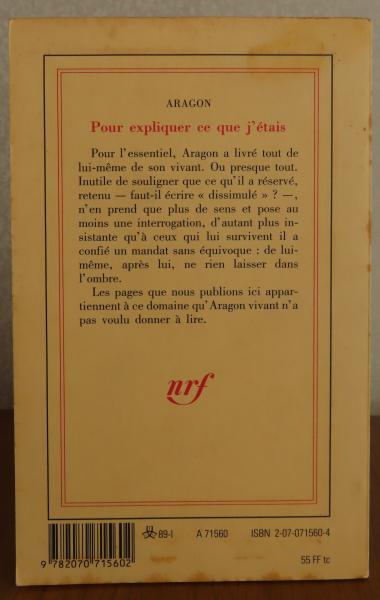 ARAGON
Pour expliquer ce que j'étais
Pour l'essentiel, Aragon a livré tout de
lui-même de son vivant. Ou presque tout.
Inutile de souligner que ce qu'il a réservé,
retenu — faut-il écrire « dissimulé » ? —,
n'en prend que plus de sens et pose au
moins une interrogation, d'autant plus in-
sistante qu'à ceux qui lui survivent il a
confié un mandat sans équivoque : de lui-
même, après lui, ne rien laisser dans
l'ombre.
Les pages que nous publions ici appar-
tiennent à ce domaine qu'Aragon vivant n'a
pas voulu donner à lire.
nrf
89-I A 71560 ISBN 2-07-071560-4
9 782070 715602
55 FF tc